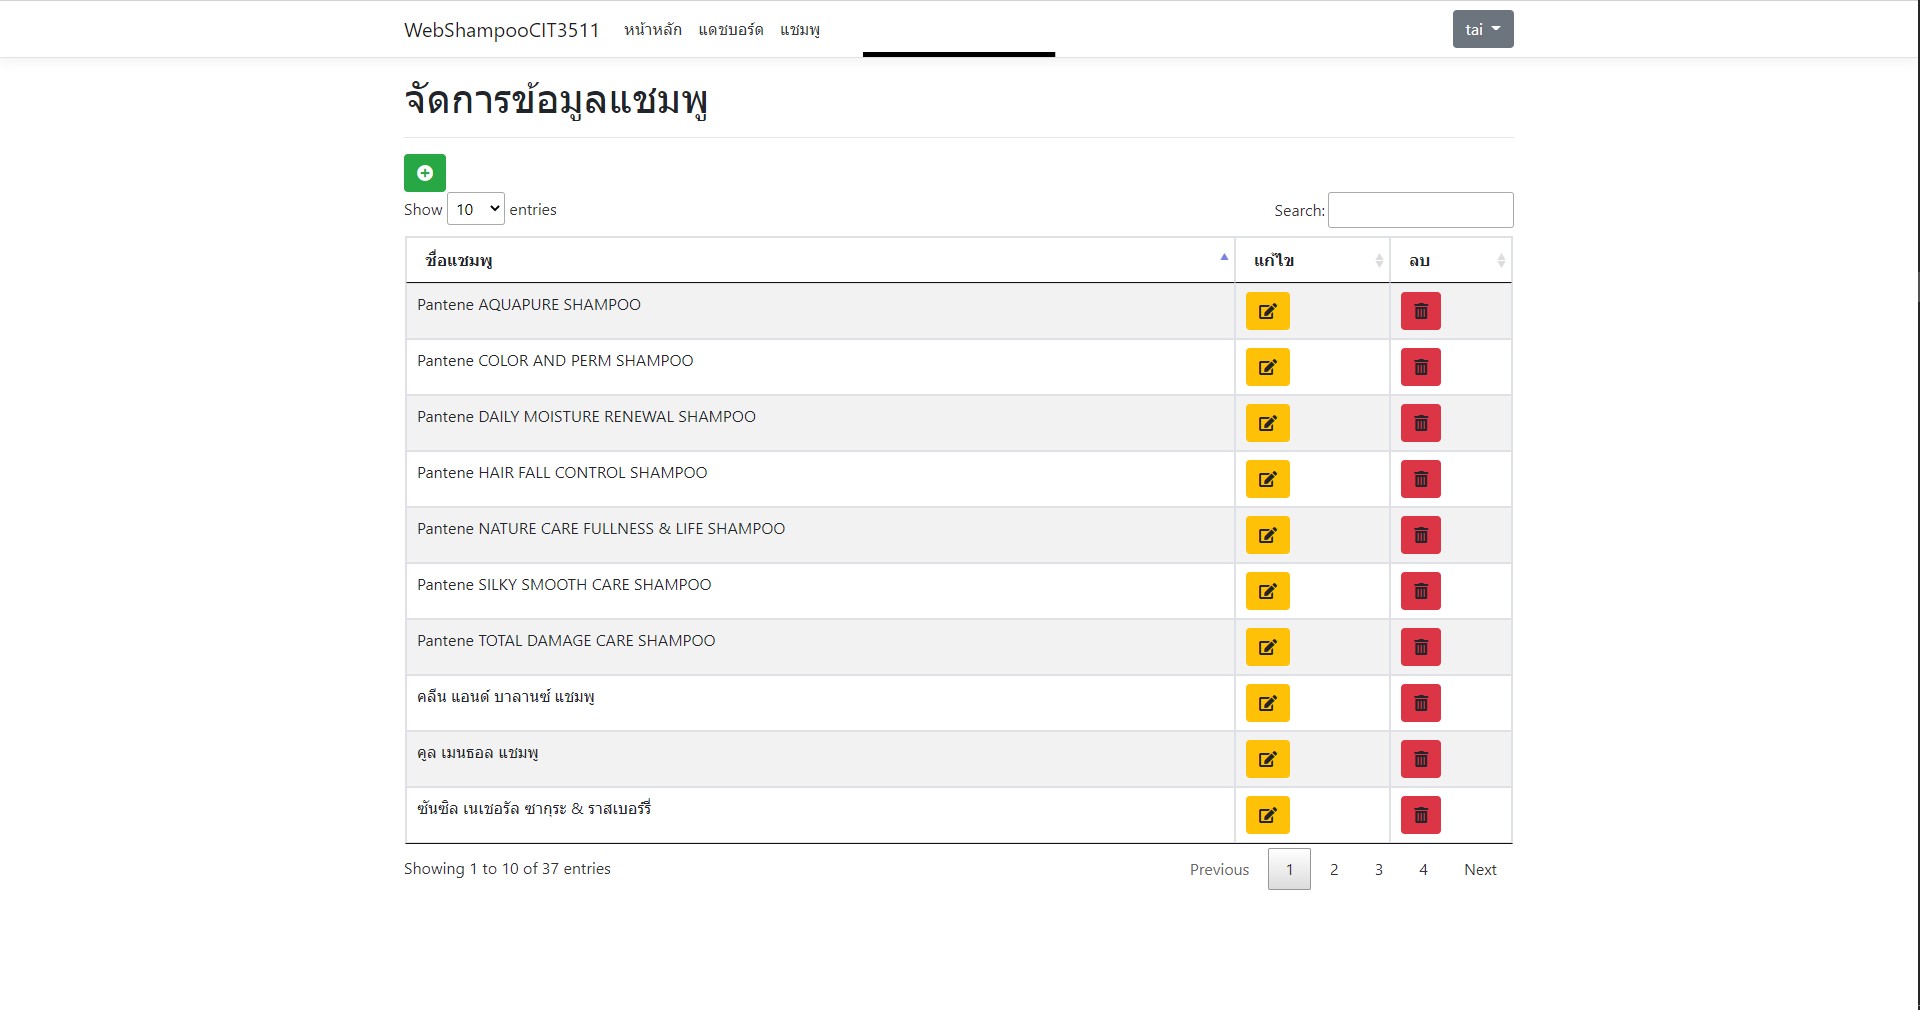 WebShampooCIT3511 หน้าหลัก แดชบอร์ด แชมพู tai
จัดการข้อมูลแชมพู
Show 10 entries Search:
ชื่อแชมพู แก้ไข ลบ
Pantene AQUAPURE SHAMPOO
Pantene COLOR AND PERM SHAMPOO
Pantene DAILY MOISTURE RENEWAL SHAMPOO
Pantene HAIR FALL CONTROL SHAMPOO
Pantene NATURE CARE FULLNESS & LIFE SHAMPOO
Pantene SILKY SMOOTH CARE SHAMPOO
Pantene TOTAL DAMAGE CARE SHAMPOO
คลีน แอนด์ บาลานซ์ แชมพู
คูล เมนธอล แชมพู
ซันซิล เนเชอรัล ซากุระ & ราสเบอร์รี่
Showing 1 to 10 of 37 entries Previous 1 2 3 4 Next